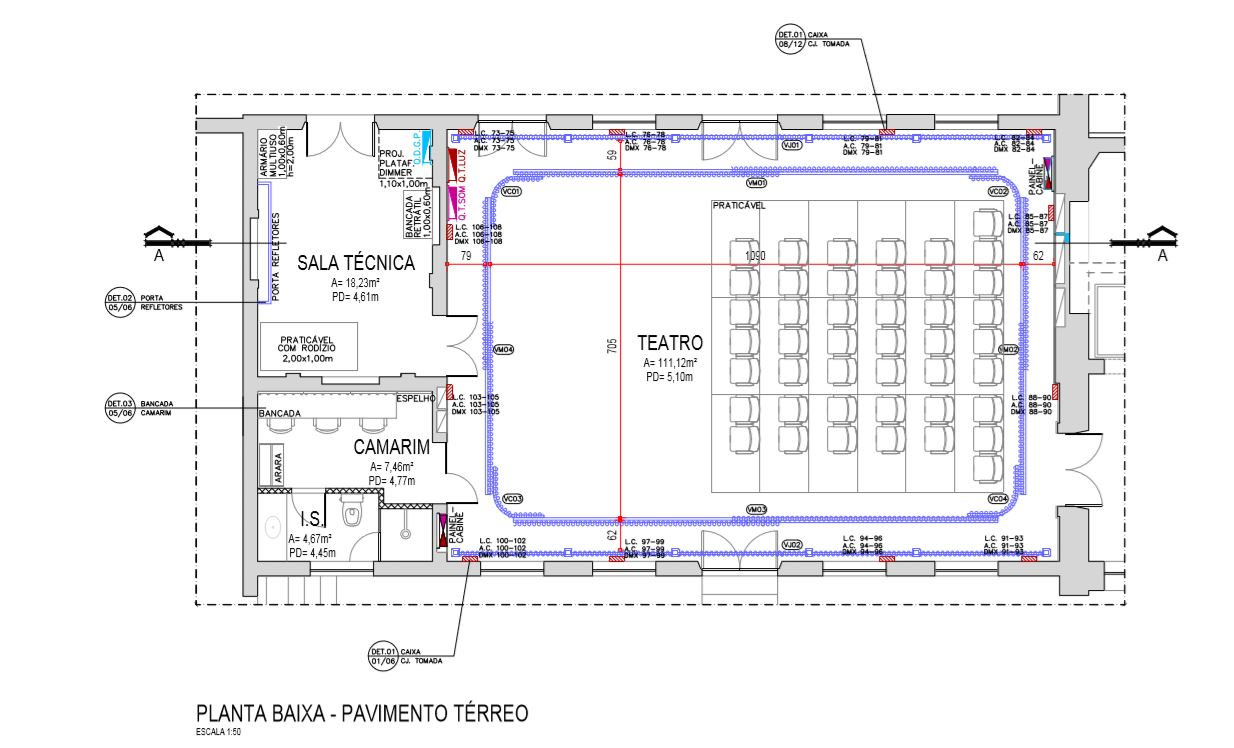 DET.01 CAIXA
08/12 CJ. TOMADA
ARMÁRIO
MULTIUSO
1,00x0,60m
h=2,00m
Q.D.G.P.
PROJ.
PLATAF.
DIMMER
1,10x1,00m
BANCADA
RETRÁTIL
1,00x0,60m
Q.T.LUZ
Q.T.SOM
L.C. 73-75
A.C. 73-75
DMX 73-75
L.C. 76-78
A.C. 76-78
DMX 76-78
VJ01
L.C. 79-81
A.C. 79-81
DMX 79-81
L.C. 82-84
A.C. 82-84
DMX 82-84
59
PAINEL-
CABINE
VC01
VM01
VC02
PRATICÁVEL
L.C. 85-87
A.C. 85-87
DMX 85-87
L.C. 106-108
A.C. 106-108
DMX 106-108
A
A
PORTA REFLETORES
SALA TÉCNICA
A= 18,23m²
PD= 4,61m
79
1090
62
DET.02 PORTA
05/06 REFLETORES
PRATICÁVEL
COM RODÍZIO
2,00x1,00m
VM04
705
TEATRO
A= 111,12m²
PD= 5,10m
VM02
DET.03 BANCADA
05/06 CAMARIM
ESPELHO
BANCADA
L.C. 103-105
A.C. 103-105
DMX 103-105
L.C. 88-90
A.C. 88-90
DMX 88-90
CAMARIM
A= 7,46m²
PD= 4,77m
ARARA
VC03
VM03
VC04
I.S.
A= 4,67m²
PD= 4,45m
PAINEL-
CABINE
62
L.C. 100-102
A.C. 100-102
DMX 100-102
L.C. 97-99
A.C. 97-99
DMX 97-99
VJ02
L.C. 94-96
A.C. 94-96
DMX 94-96
L.C. 91-93
A.C. 91-93
DMX 91-93
DET.01 CAIXA
01/06 CJ. TOMADA
PLANTA BAIXA - PAVIMENTO TÉRREO
ESCALA 1:50